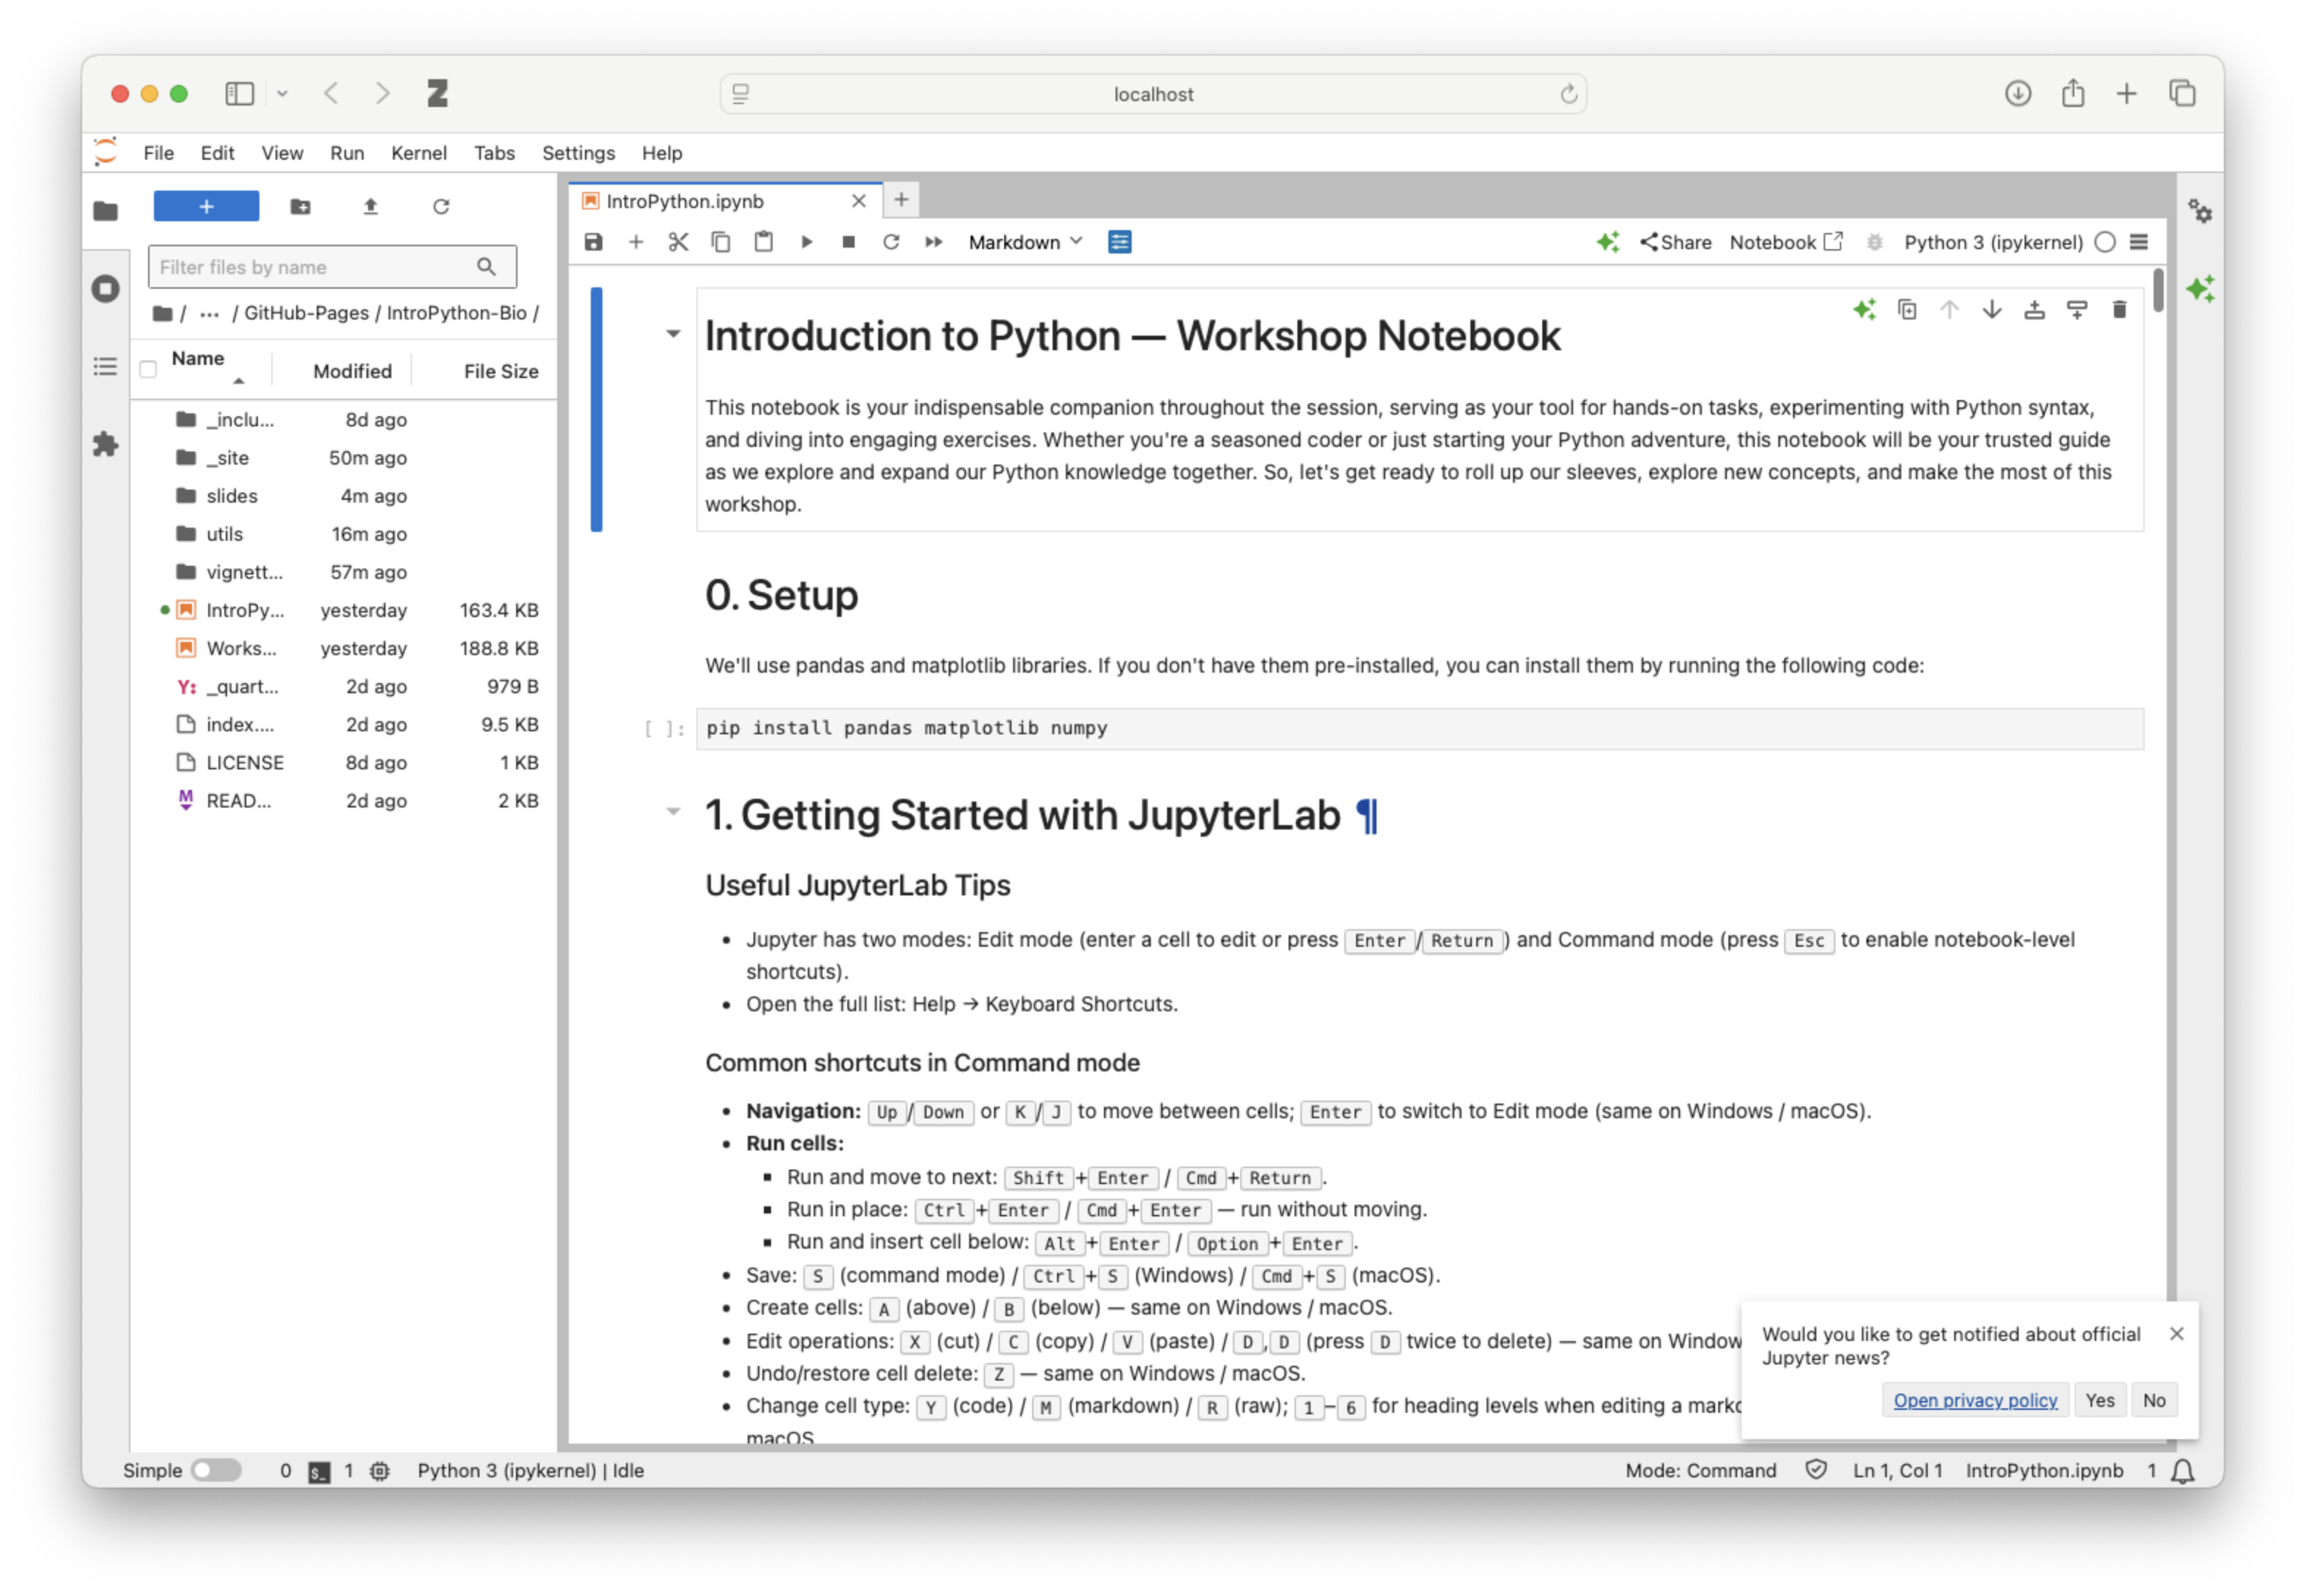 localhost
File Edit View Run Kernel Tabs Settings Help
Filter files by name
/ ... / GitHub-Pages / IntroPython-Bio /
Name Modified File Size
_inclu... 8d ago
_site 50m ago
slides 4m ago
utils 16m ago
vignett... 57m ago
IntroPy... yesterday 163.4 KB
Works... yesterday 188.8 KB
Y: _quart... 2d ago 979 B
index.... 2d ago 9.5 KB
LICENSE 8d ago 1 KB
M READ... 2d ago 2 KB
IntroPython.ipynb
Markdown
Share Notebook Python 3 (ipykernel)
Introduction to Python — Workshop Notebook
This notebook is your indispensable companion throughout the session, serving as your tool for hands-on tasks, experimenting with Python syntax,
and diving into engaging exercises. Whether you're a seasoned coder or just starting your Python adventure, this notebook will be your trusted guide
as we explore and expand our Python knowledge together. So, let's get ready to roll up our sleeves, explore new concepts, and make the most of this
workshop.
0. Setup
We'll use pandas and matplotlib libraries. If you don't have them pre-installed, you can install them by running the following code:
[ ]: pip install pandas matplotlib numpy
1. Getting Started with JupyterLab ¶
Useful JupyterLab Tips
• Jupyter has two modes: Edit mode (enter a cell to edit or press Enter/Return) and Command mode (press Esc to enable notebook-level
shortcuts).
• Open the full list: Help → Keyboard Shortcuts.
Common shortcuts in Command mode
• Navigation: Up/Down or K/J to move between cells; Enter to switch to Edit mode (same on Windows / macOS).
• Run cells:
▪ Run and move to next: Shift+Enter / Cmd+Return.
▪ Run in place: Ctrl+Enter / Cmd+Enter — run without moving.
▪ Run and insert cell below: Alt+Enter / Option+Enter.
• Save: S (command mode) / Ctrl+S (Windows) / Cmd+S (macOS).
• Create cells: A (above) / B (below) — same on Windows / macOS.
• Edit operations: X (cut) / C (copy) / V (paste) / D,D (press D twice to delete) — same on Window
• Undo/restore cell delete: Z — same on Windows / macOS.
• Change cell type: Y (code) / M (markdown) / R (raw); 1–6 for heading levels when editing a markd
macOS
Would you like to get notified about official
Jupyter news?
Open privacy policy Yes No
Simple 0 $_ 1 Python 3 (ipykernel) | Idle
Mode: Command Ln 1, Col 1 IntroPython.ipynb 1